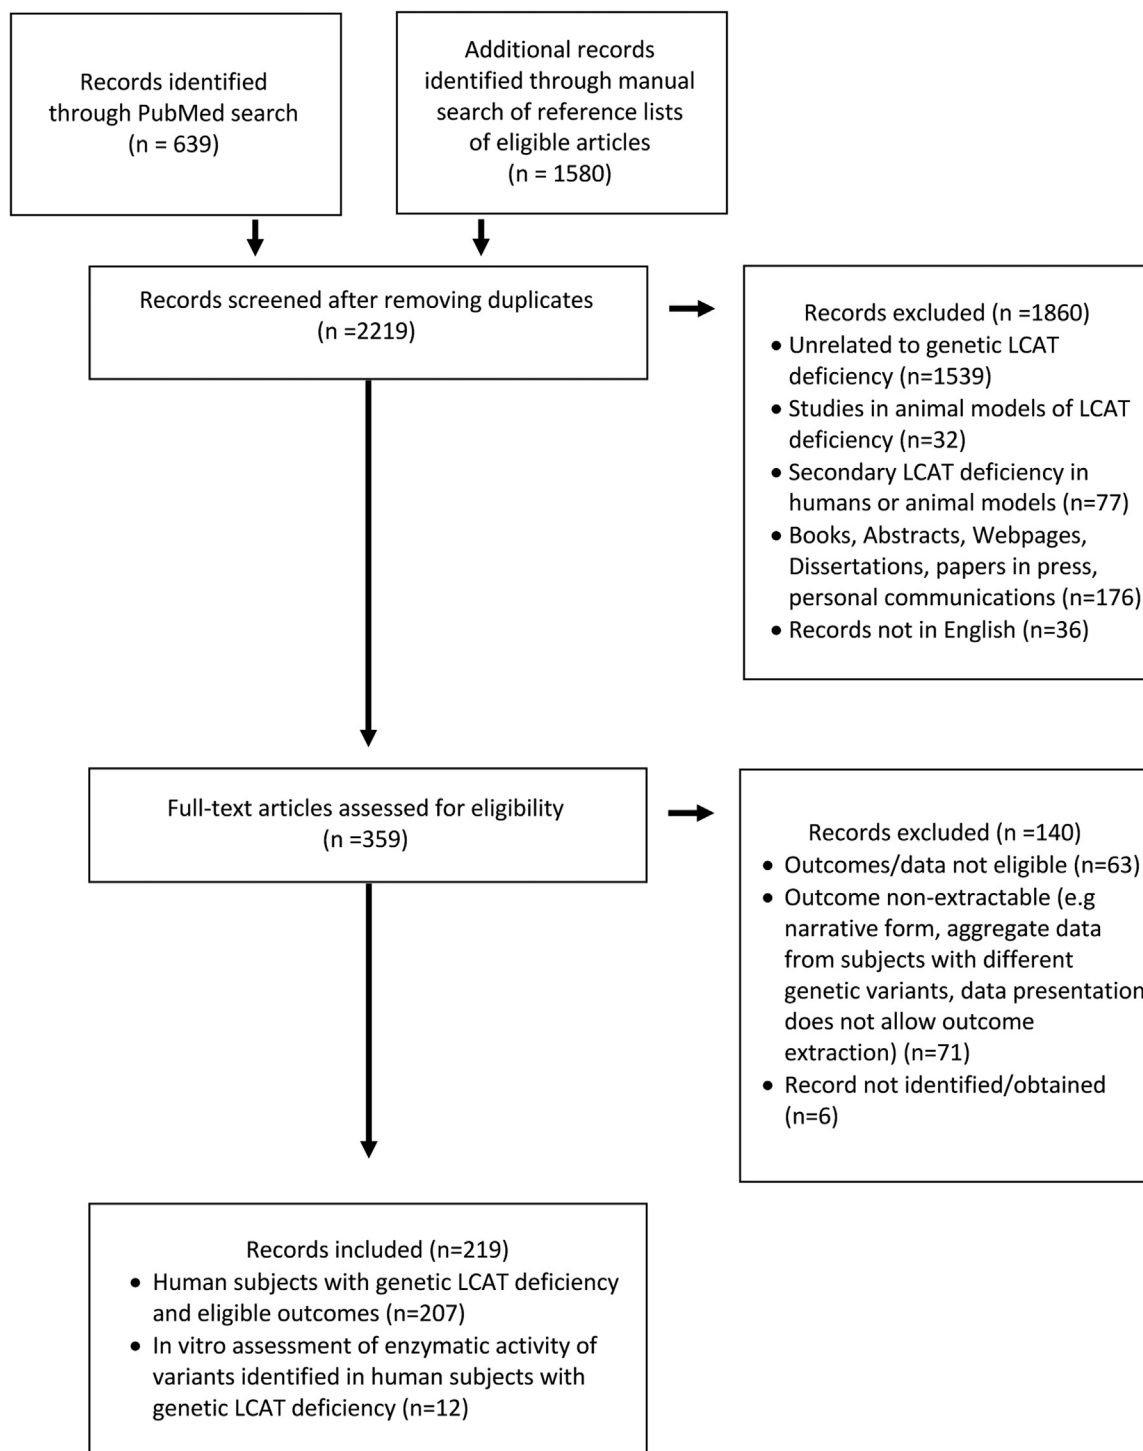 Records identified
through PubMed search
(n = 639)
Additional records
identified through manual
search of reference lists
of eligible articles
(n = 1580)
Records screened after removing duplicates
(n =2219)
Records excluded (n =1860)
• Unrelated to genetic LCAT
deficiency (n=1539)
• Studies in animal models of LCAT
deficiency (n=32)
• Secondary LCAT deficiency in
humans or animal models (n=77)
• Books, Abstracts, Webpages,
Dissertations, papers in press,
personal communications (n=176)
• Records not in English (n=36)
Full-text articles assessed for eligibility
(n =359)
Records excluded (n =140)
• Outcomes/data not eligible (n=63)
• Outcome non-extractable (e.g
narrative form, aggregate data
from subjects with different
genetic variants, data presentation
does not allow outcome
extraction) (n=71)
• Record not identified/obtained
(n=6)
Records included (n=219)
• Human subjects with genetic LCAT deficiency
and eligible outcomes (n=207)
• In vitro assessment of enzymatic activity of
variants identified in human subjects with
genetic LCAT deficiency (n=12)